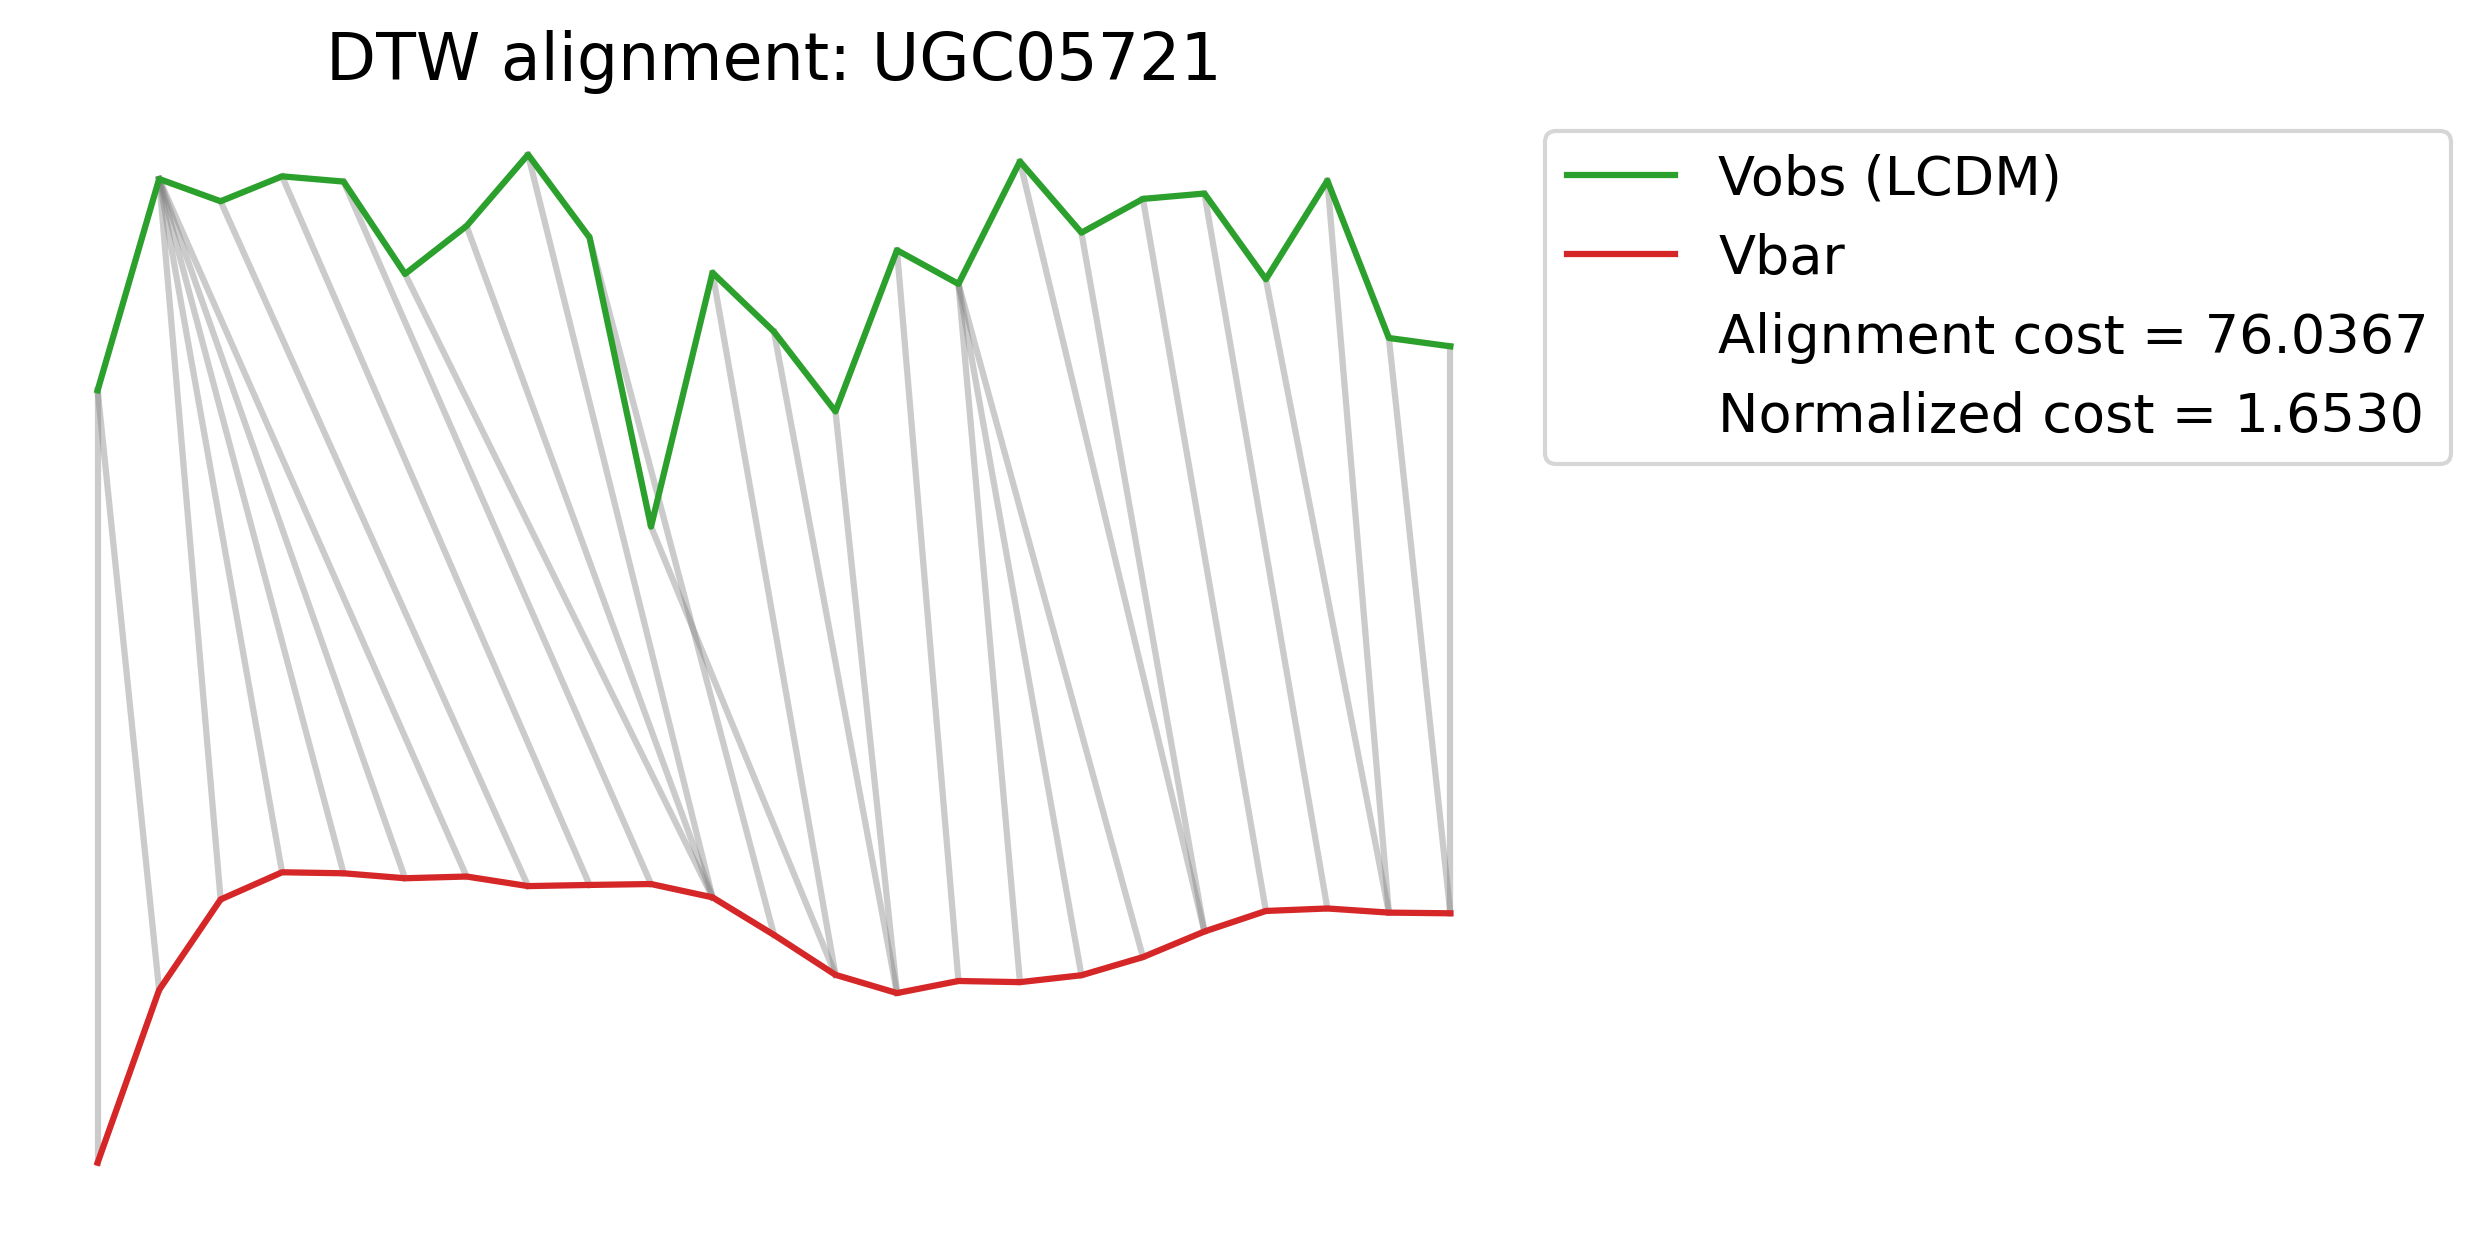 DTW alignment: UGC05721
Vobs (LCDM)
Vbar
Alignment cost = 76.0367
Normalized cost = 1.6530